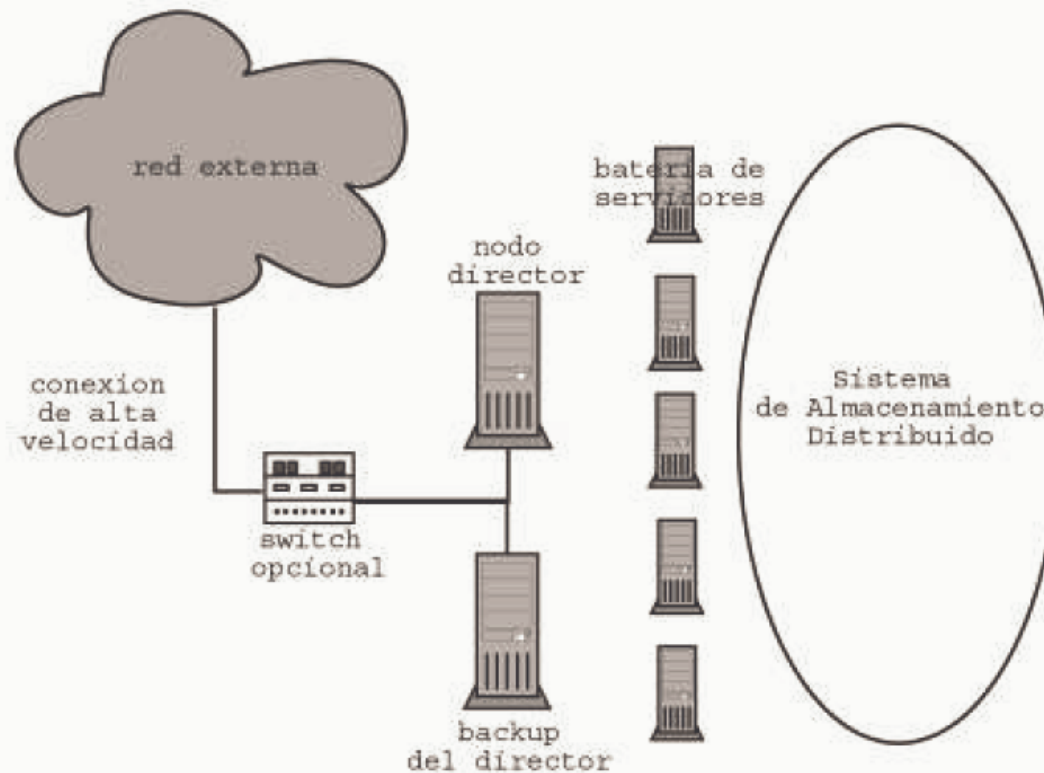 red externa
batería de
servidores
nodo
director
conexion
de alta
velocidad
Sistema
de Almacenamiento
Distribuido
switch
opcional
backup
del director